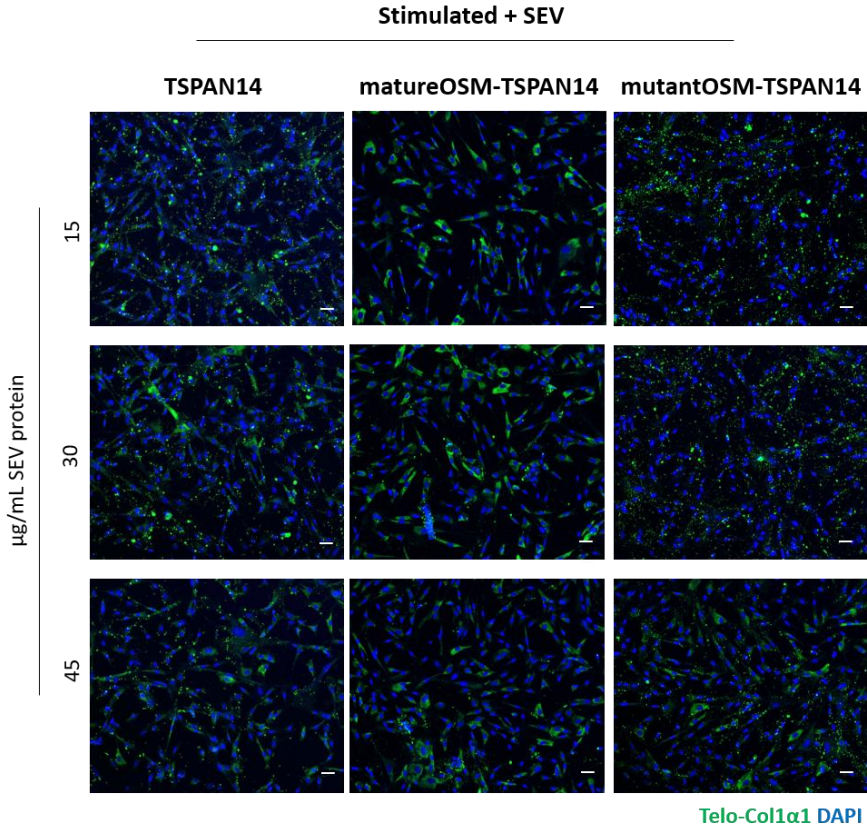 Stimulated + SEV
TSPAN14
matureOSM-TSPAN14
mutantOSM-TSPAN14
µg/mL SEV protein
15
30
45
Telo-Col1α1 DAPI